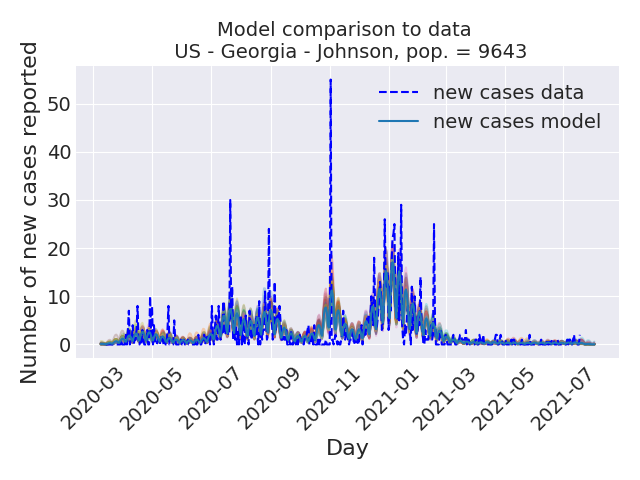 Model comparison to data
US - Georgia - Johnson, pop. = 9643
Number of new cases reported
50
40
30
20
10
0
new cases data
new cases model
2020-03
2020-05
2020-07
2020-09
2020-11
2021-01
2021-03
2021-05
2021-07
Day